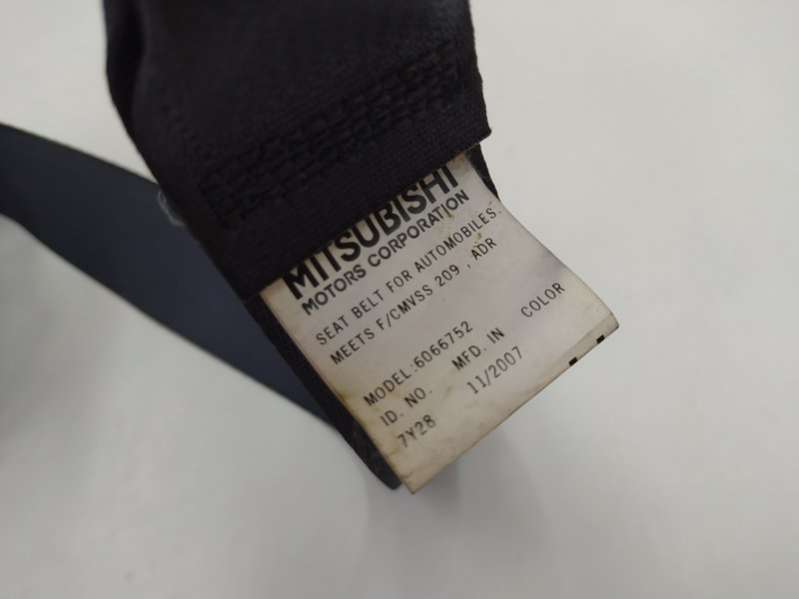 MITSUBISHI
MOTORS CORPORATION
SEAT BELT FOR AUTOMOBILES.
MEETS F/CMVSS 209 , ADR
MODEL:6066752
ID. NO. MFD. IN COLOR
7Y28 11/2007